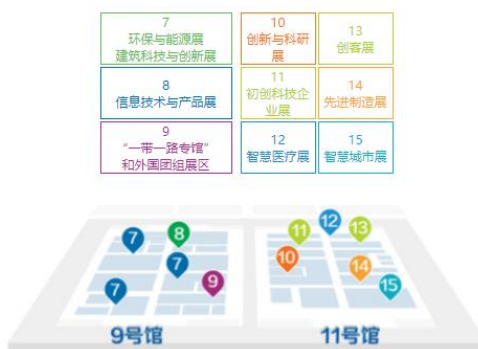 7
环保与能源展
建筑科技与创新展
10
创新与科研
展
13
创客展
8
信息技术与产品展
11
初创科技企
业展
14
先进制造展
9
“一带一路专馆”
和外国团组展区
12
智慧医疗展
15
智慧城市展
7
8
7
9
7
11
12
13
10
14
15
9号馆
11号馆